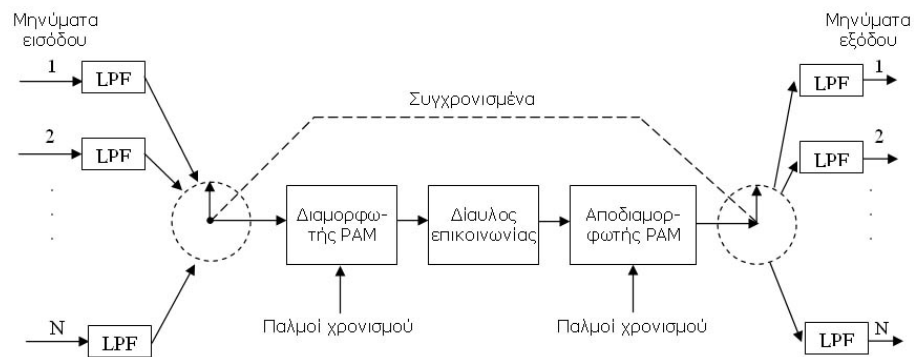 Μηνύματα
εισόδου
Μηνύματα
εξόδου
1
LPF
Συγχρονισμένα
LPF
1
2
LPF
LPF
2
Διαμορφω-
τής PAM
Δίαυλος
επικοινωνίας
Αποδιαμορ-
φωτής PAM
Παλμοί χρονισμού
Παλμοί χρονισμού
N
LPF
LPF
N